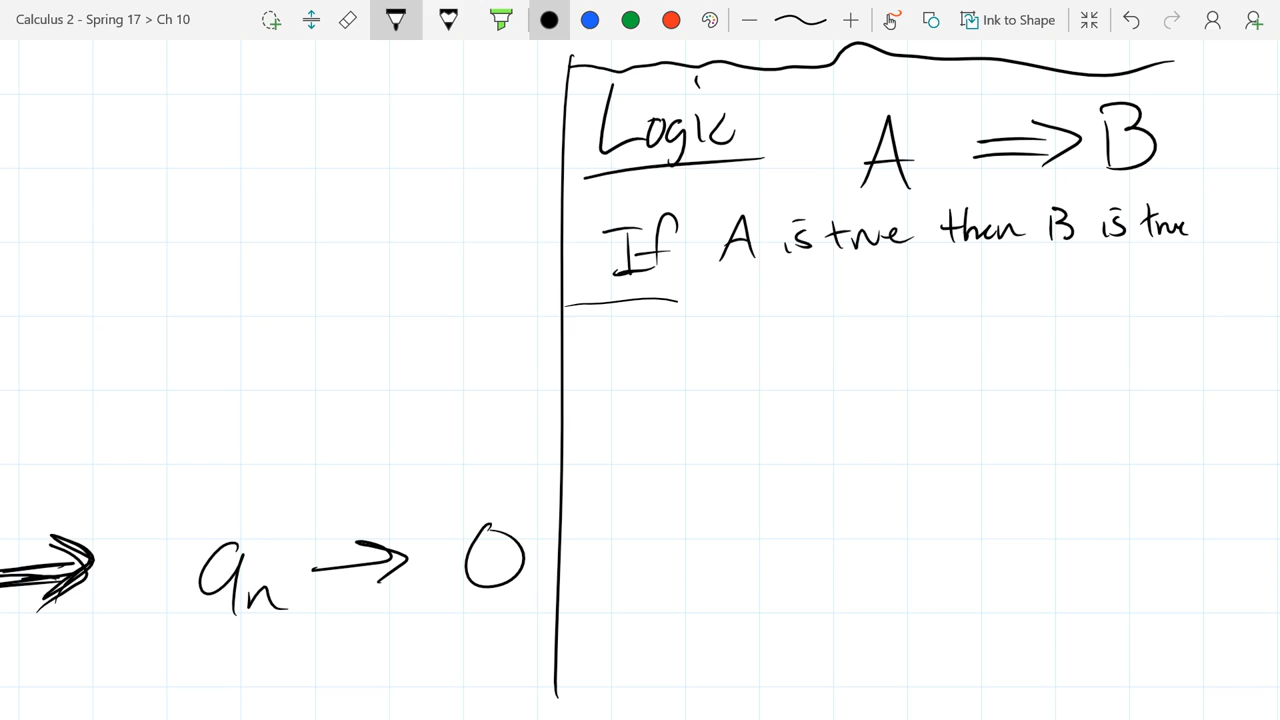 Calculus 2 - Spring 17 > Ch 10
Ink to Shape
Logic A ⟹ B
If A is true then B is true
⟹ aₙ → 0